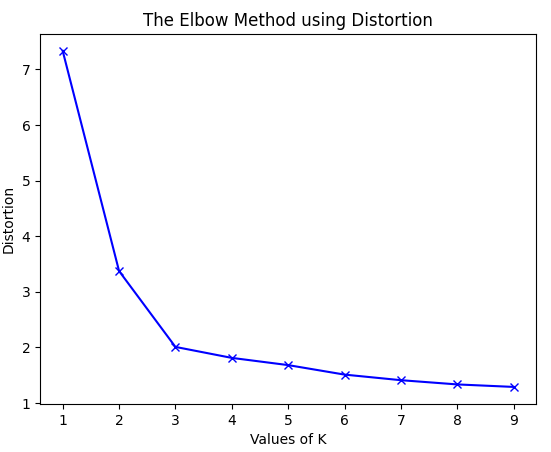 The Elbow Method using Distortion
Distortion
7
6
5
4
3
2
1
1 2 3 4 5 6 7 8 9
Values of K